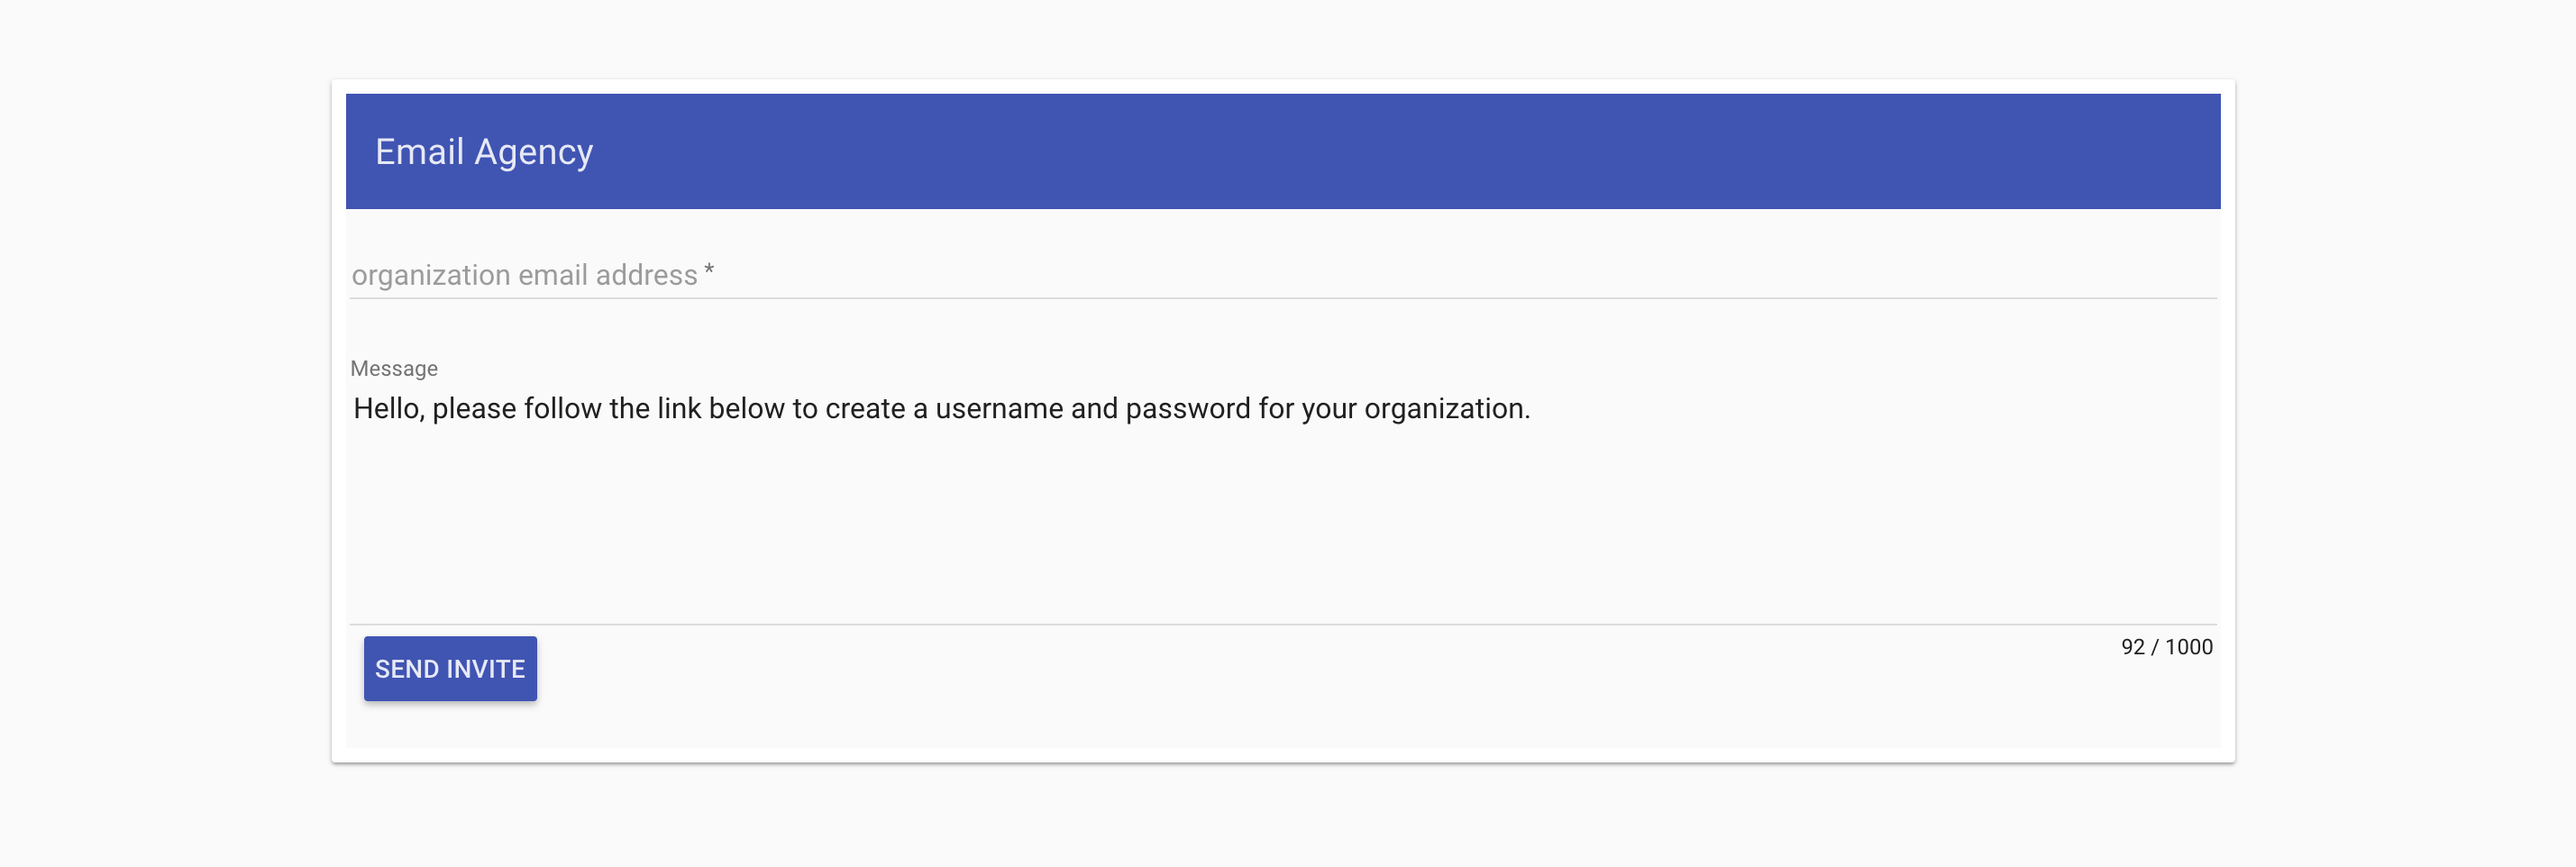 Email Agency
organization email address *
Message
Hello, please follow the link below to create a username and password for your organization.
92 / 1000
SEND INVITE